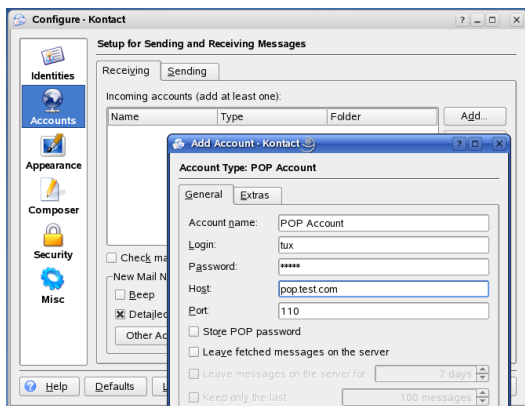 Configure - Kontact
Setup for Sending and Receiving Messages
Identities
Accounts
Appearance
Composer
Security
Misc
Receiving Sending
Incoming accounts (add at least one):
Name Type Folder
Add...
Check ma
New Mail N
Beep
Detailed
Other Ac
Help Defaults
Add Account - Kontact
Account Type: POP Account
General Extras
Account name: POP Account
Login: tux
Password: *****
Host: pop.test.com
Port: 110
Store POP password
Leave fetched messages on the server
Leave messages on the server for 7 days
Keep only the last 100 messages